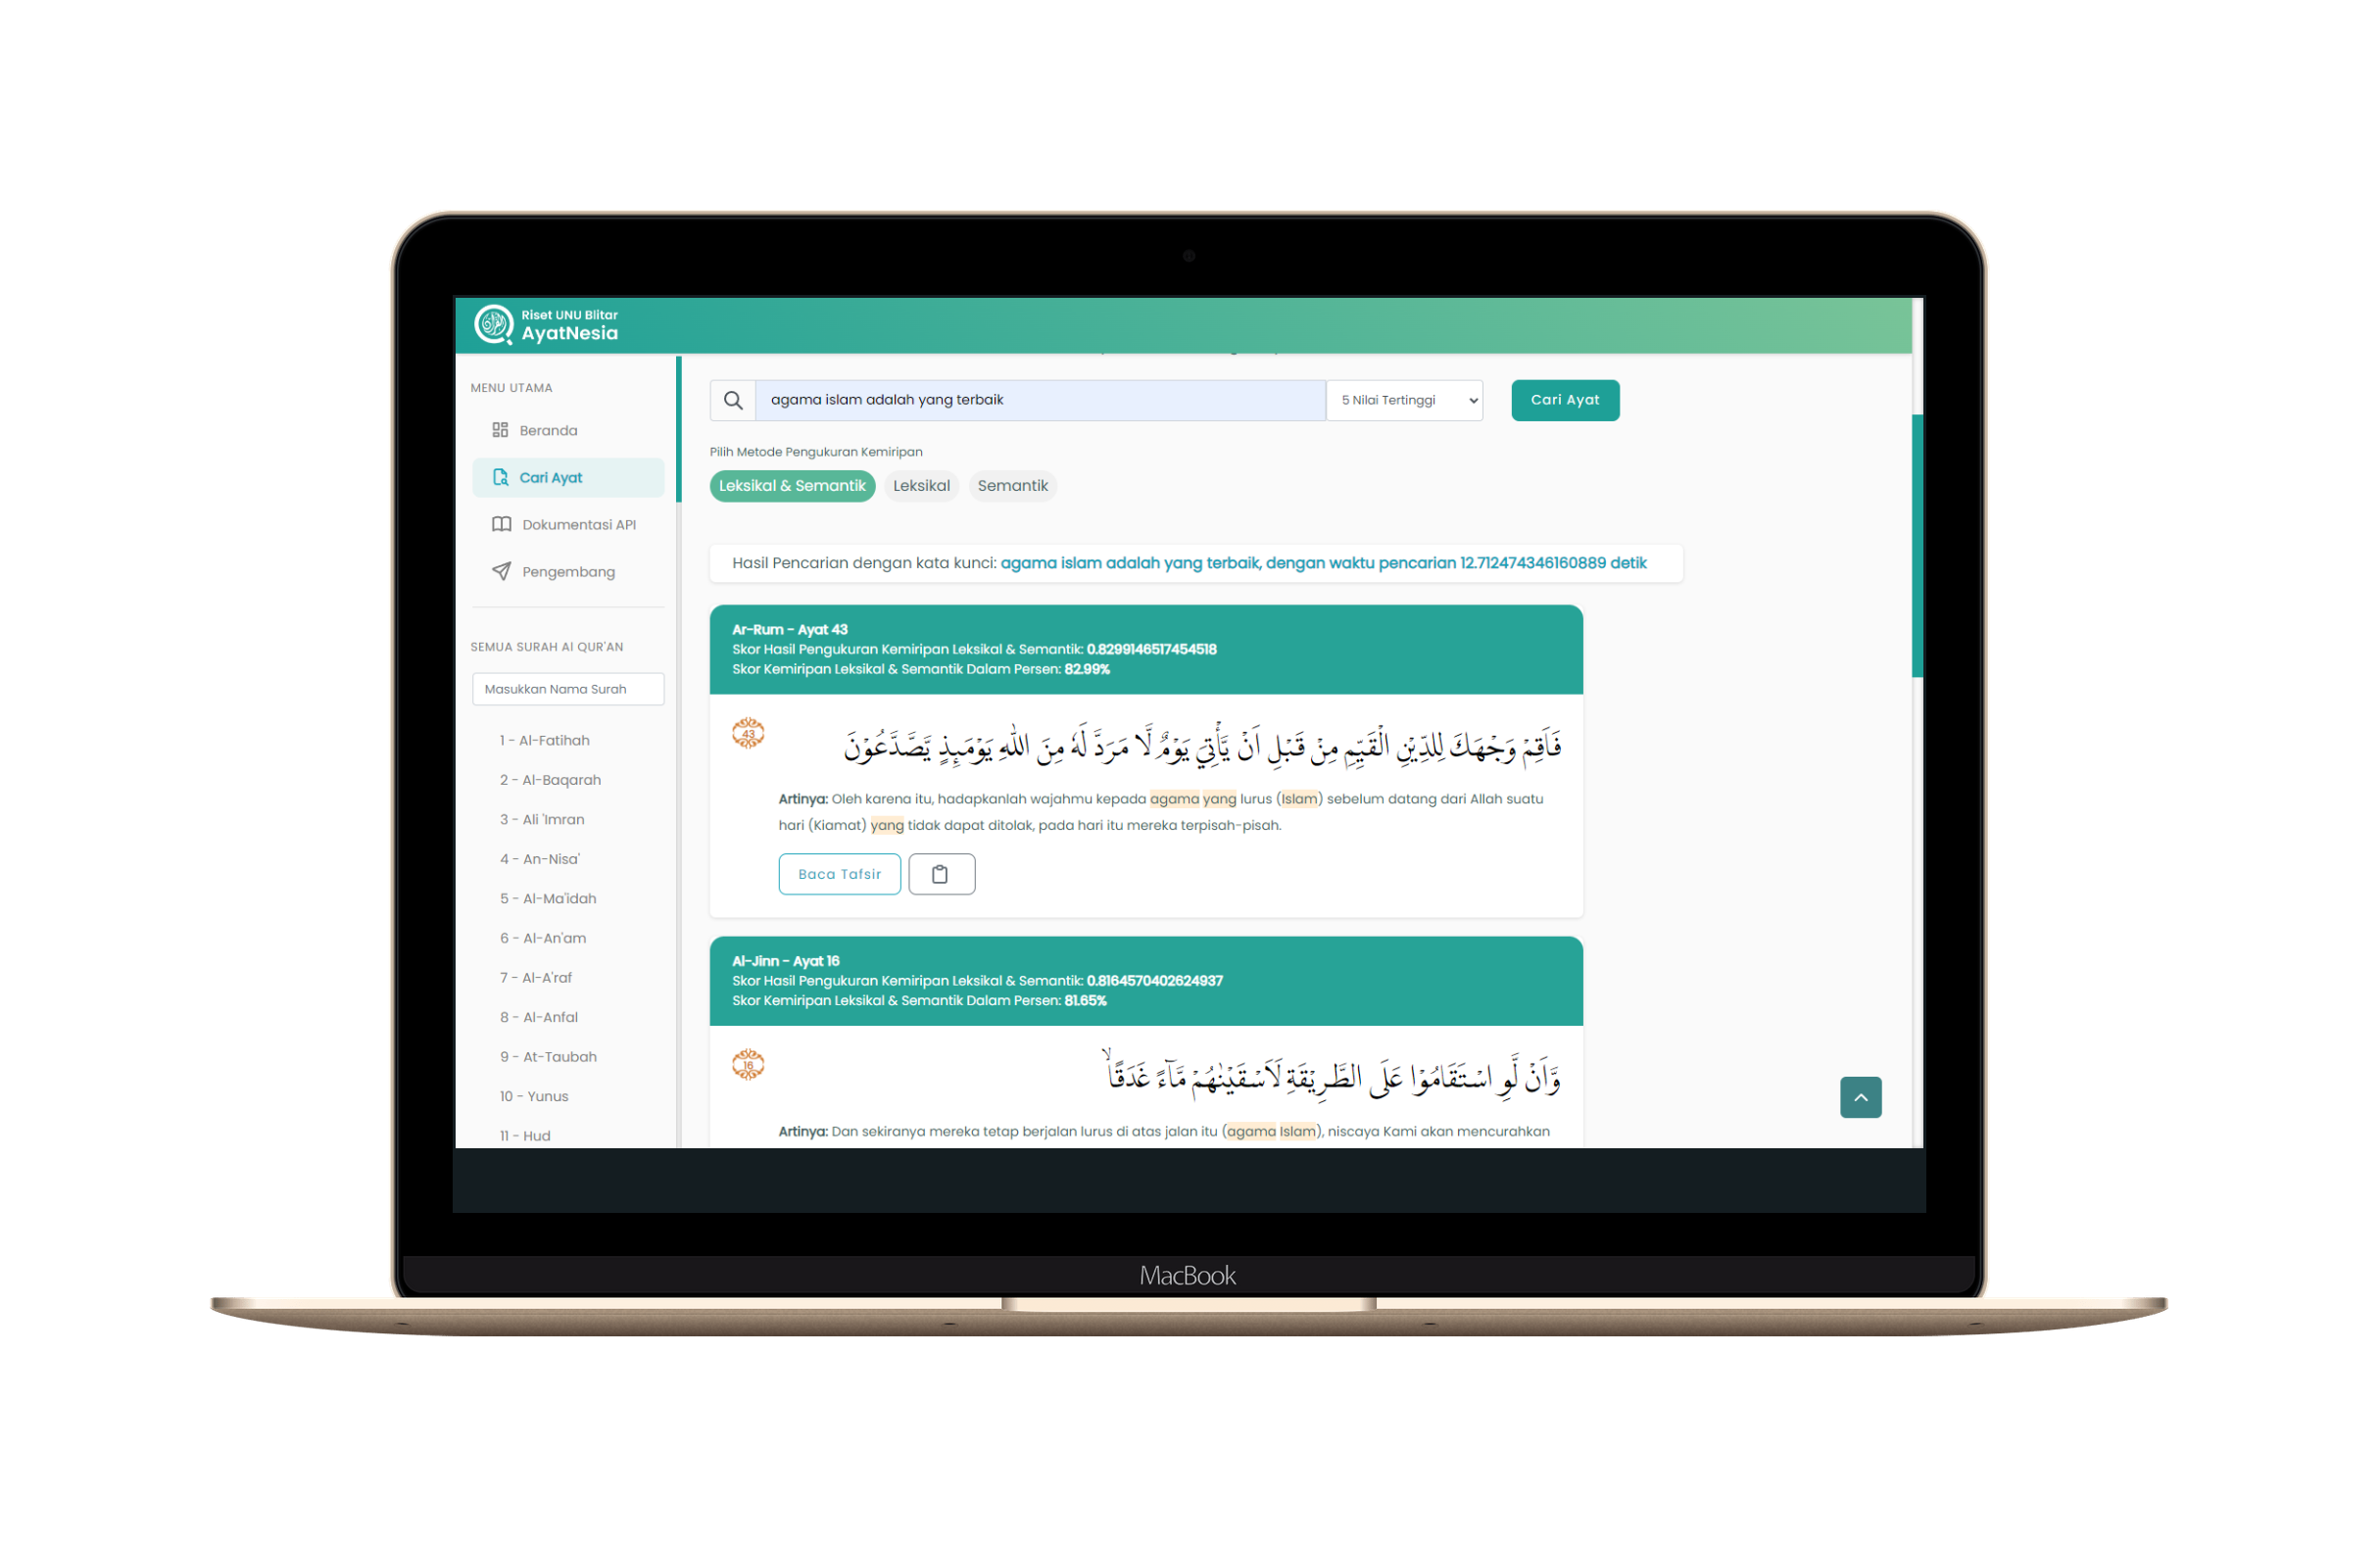 Riset UNU Blitar
AyatNesia
MENU UTAMA
Beranda
Cari Ayat
Dokumentasi API
Pengembang
SEMUA SURAH Al QUR'AN
Masukkan Nama Surah
1 - Al-Fatihah
2 - Al-Baqarah
3 - Ali 'Imran
4 - An-Nisa'
5 - Al-Ma'idah
6 - Al-An'am
7 - Al-A'raf
8 - Al-Anfal
9 - At-Taubah
10 - Yunus
11 - Hud
agama islam adalah yang terbaik
5 Nilai Tertinggi
Cari Ayat
Pilih Metode Pengukuran Kemiripan
Leksikal & Semantik
Leksikal
Semantik
Hasil Pencarian dengan kata kunci: agama islam adalah yang terbaik, dengan waktu pencarian 12.712474346160889 detik
Ar-Rum - Ayat 43
Skor Hasil Pengukuran Kemiripan Leksikal & Semantik: 0.8299146517454518
Skor Kemiripan Leksikal & Semantik Dalam Persen: 82.99%
43
فَاَقِمْ وَجْهَكَ لِلدِّيْنِ الْقَيِّمِ مِنْ قَبْلِ اَنْ يَّأْتِيَ يَوْمٌ لَّا مَرَدَّ لَهٗ مِنَ اللّٰهِ يَوْمَىِٕذٍ يَّصَّدَّعُوْنَ
Artinya: Oleh karena itu, hadapkanlah wajahmu kepada agama yang lurus (Islam) sebelum datang dari Allah suatu
hari (Kiamat) yang tidak dapat ditolak, pada hari itu mereka terpisah-pisah.
Baca Tafsir
Al-Jinn - Ayat 16
Skor Hasil Pengukuran Kemiripan Leksikal & Semantik: 0.8164570402624937
Skor Kemiripan Leksikal & Semantik Dalam Persen: 81.65%
16
وَّاَنْ لَّوِ اسْتَقَامُوْا عَلَى الطَّرِيْقَةِ لَاَسْقَيْنٰهُمْ مَّاۤءً غَدَقًاۙ
Artinya: Dan sekiranya mereka tetap berjalan lurus di atas jalan itu (agama Islam), niscaya Kami akan mencurahkan
MacBook